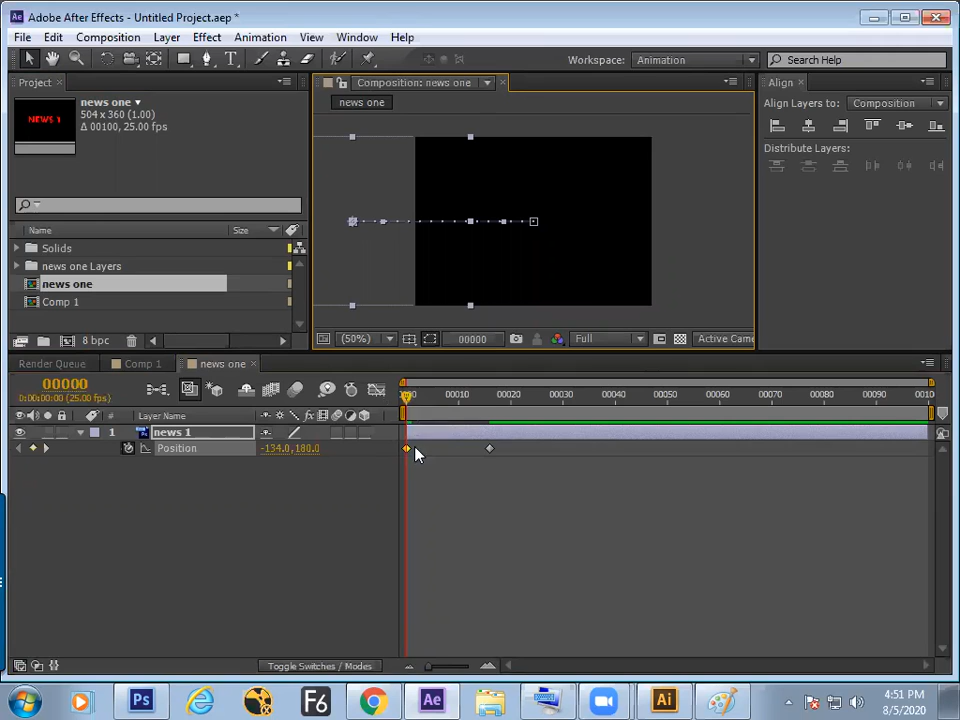 Adobe After Effects - Untitled Project.aep *
File Edit Composition Layer Effect Animation View Window Help
Workspace: Animation
Search Help
Project
news one
504 x 360 (1.00)
Δ 00100, 25.00 fps
NEWS 1
Name Size
Solids
news one Layers
news one
Comp 1
8 bpc
Composition: news one
news one
(50%) 00000 Full Active Came
Align
Align Layers to: Composition
Distribute Layers:
Render Queue Comp 1 news one
00000
0:00:00:00 (25.00 fps)
00010 00020 00030 00040 00050 00060 00070 00080 00090 0010
# Layer Name
1 news 1
Position -134.0,180.0
Toggle Switches / Modes
Ps F6 Ae Ai
4:51 PM
8/5/2020